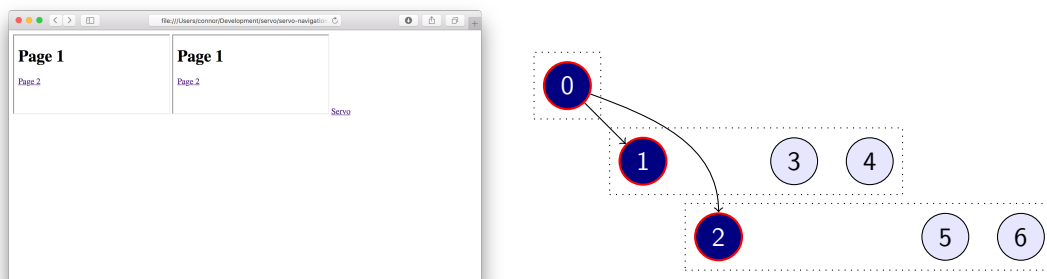 file:///Users/connor/Development/servo/servo-navigation
Page 1
Page 2
Page 1
Page 2
Servo
0
1
3
4
2
5
6